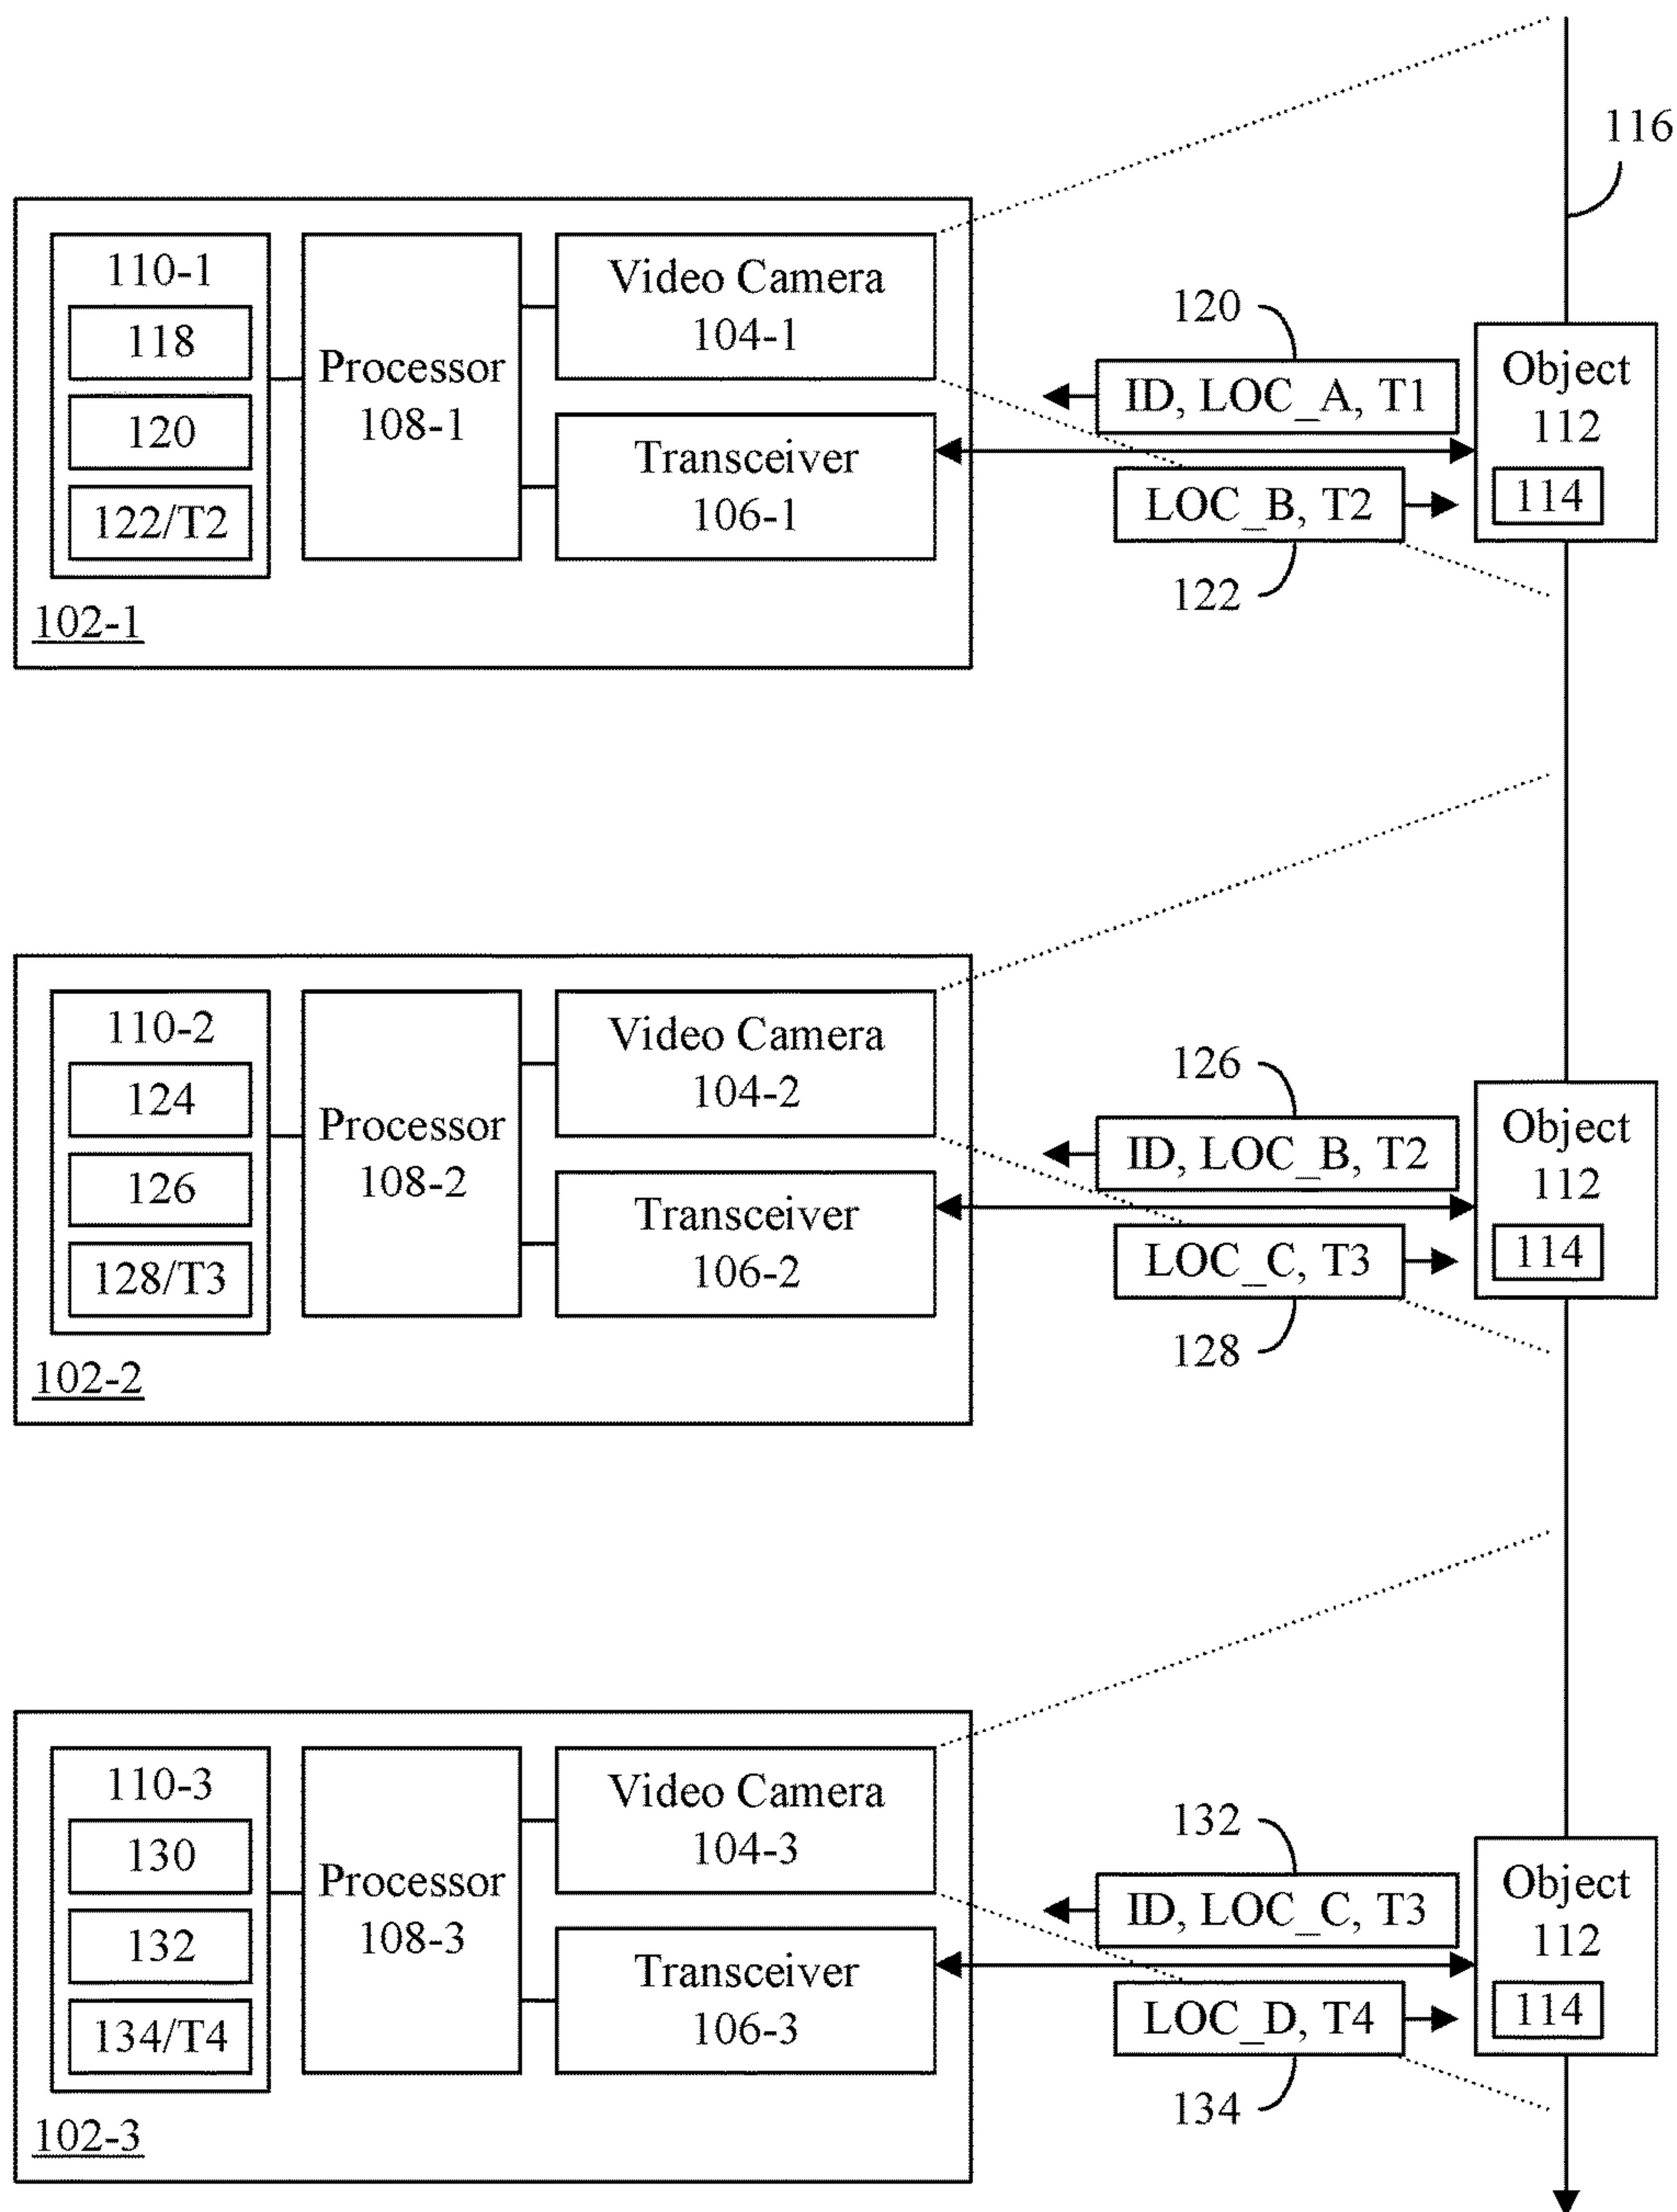 116
110-1
118
120
122/T2
Processor
108-1
Video Camera
104-1
Transceiver
106-1
102-1
120
ID, LOC_A, T1
LOC_B, T2
122
Object
112
114
110-2
124
126
128/T3
Processor
108-2
Video Camera
104-2
Transceiver
106-2
102-2
126
ID, LOC_B, T2
LOC_C, T3
128
Object
112
114
110-3
130
132
134/T4
Processor
108-3
Video Camera
104-3
Transceiver
106-3
102-3
132
ID, LOC_C, T3
LOC_D, T4
134
Object
112
114